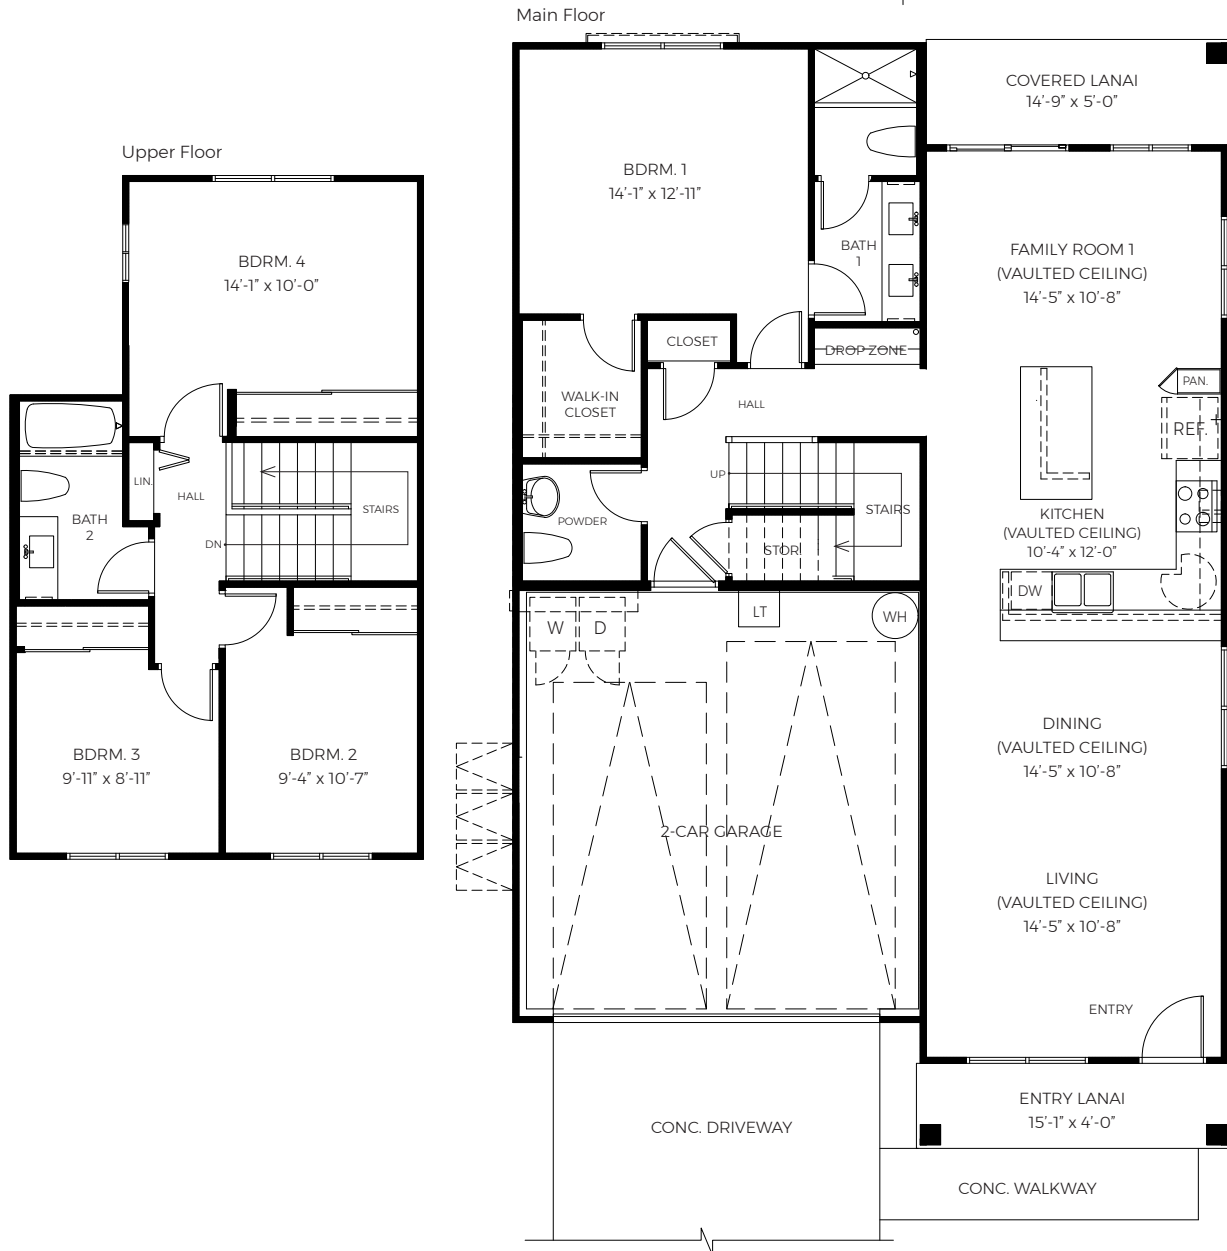 Main Floor
COVERED LANAI
14'-9" x 5'-0"
BDRM. 1
14'-1" x 12'-11"
BATH
1
FAMILY ROOM 1
(VAULTED CEILING)
14'-5" x 10'-8"
CLOSET
DROP ZONE
WALK-IN
CLOSET
HALL
PAN.
REF.
UP
STAIRS
POWDER
STOR.
KITCHEN
(VAULTED CEILING)
10'-4" x 12'-0"
DW
W
D
LT
WH
DINING
(VAULTED CEILING)
14'-5" x 10'-8"
2-CAR GARAGE
LIVING
(VAULTED CEILING)
14'-5" x 10'-8"
ENTRY
ENTRY LANAI
15'-1" x 4'-0"
CONC. DRIVEWAY
CONC. WALKWAY
Upper Floor
BDRM. 4
14'-1" x 10'-0"
LIN.
HALL
STAIRS
BATH
2
DN
BDRM. 3
9'-11" x 8'-11"
BDRM. 2
9'-4" x 10'-7"